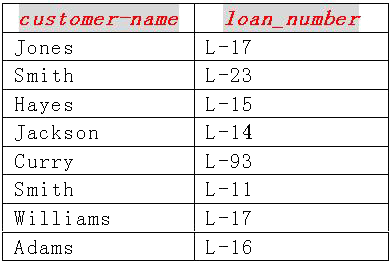 customer-name loan_number
Jones L-17
Smith L-23
Hayes L-15
Jackson L-14
Curry L-93
Smith L-11
Williams L-17
Adams L-16